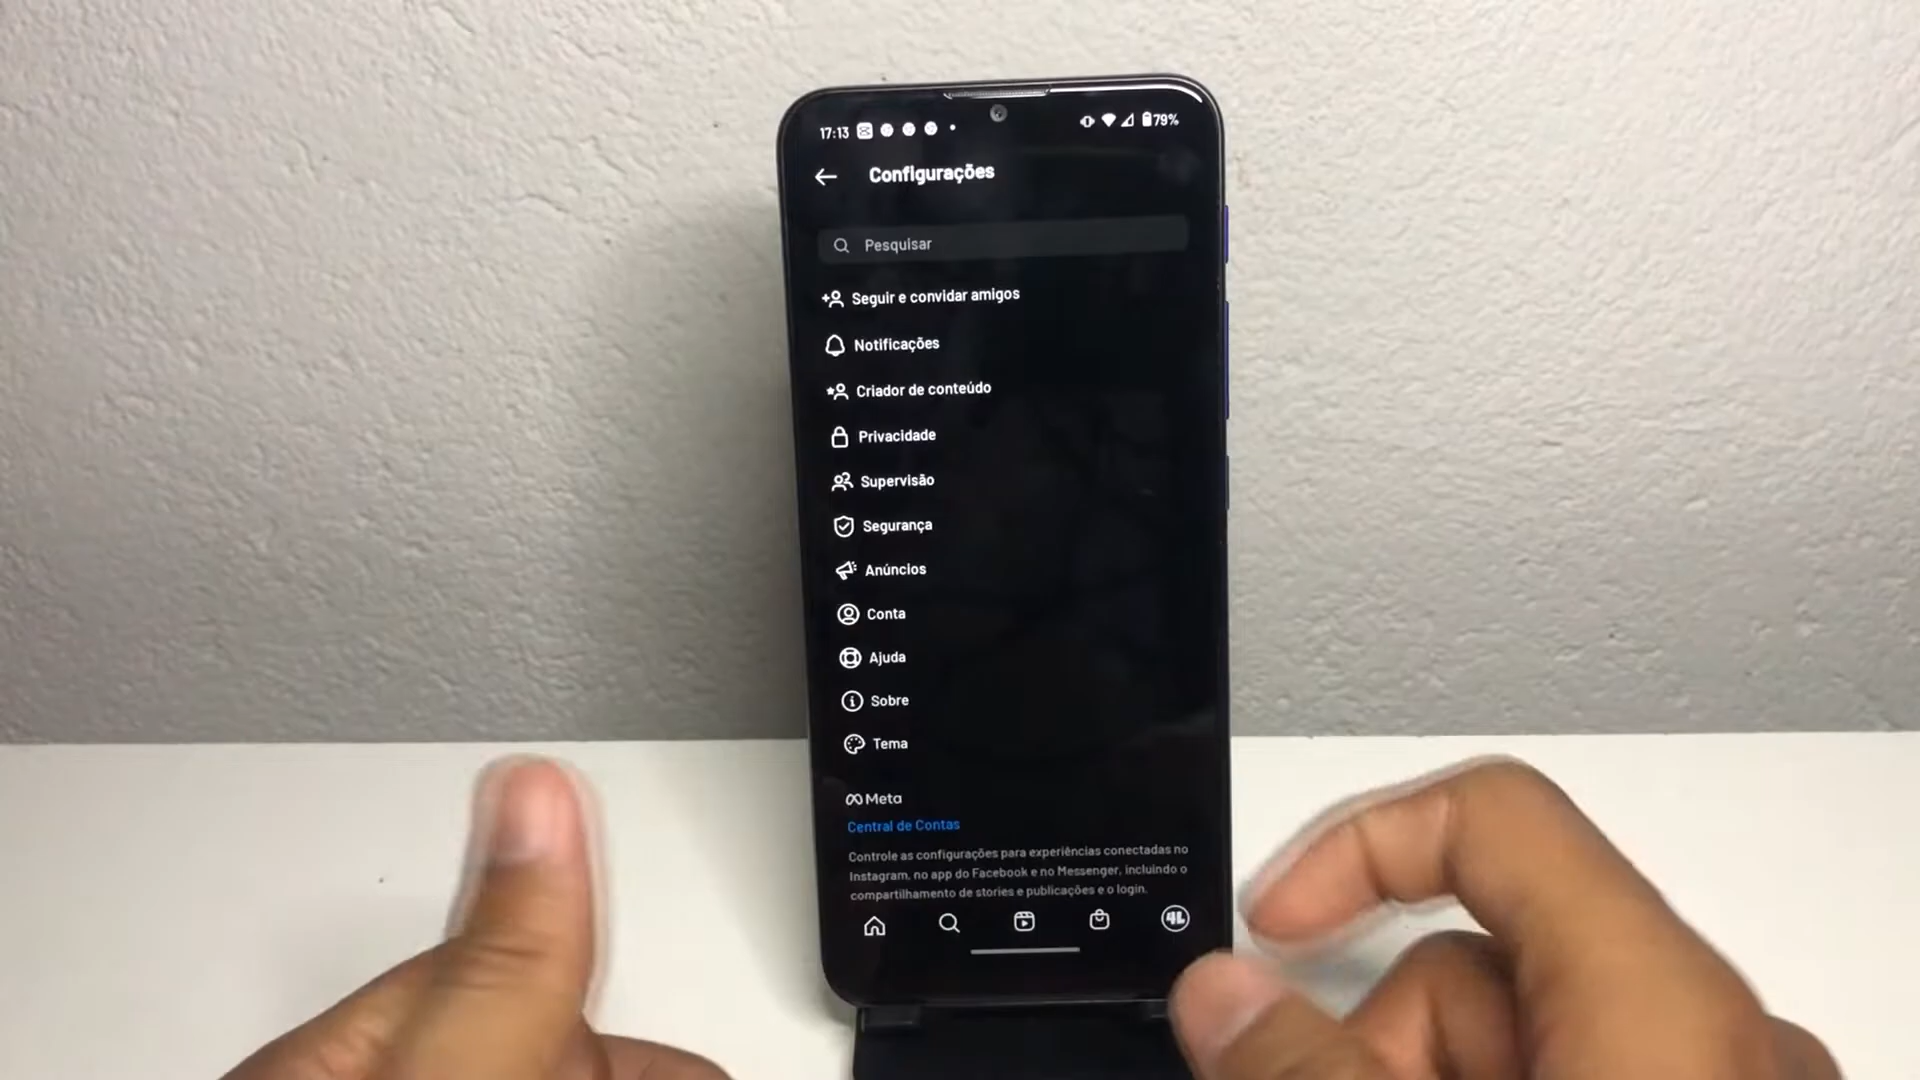 17:13
79%
Configurações
Pesquisar
Seguir e convidar amigos
Notificações
Criador de conteúdo
Privacidade
Supervisão
Segurança
Anúncios
Conta
Ajuda
Sobre
Tema
Meta
Central de Contas
Controle as configurações para experiências conectadas no
Instagram, no app do Facebook e no Messenger, incluindo o
compartilhamento de stories e publicações e o login.
4L